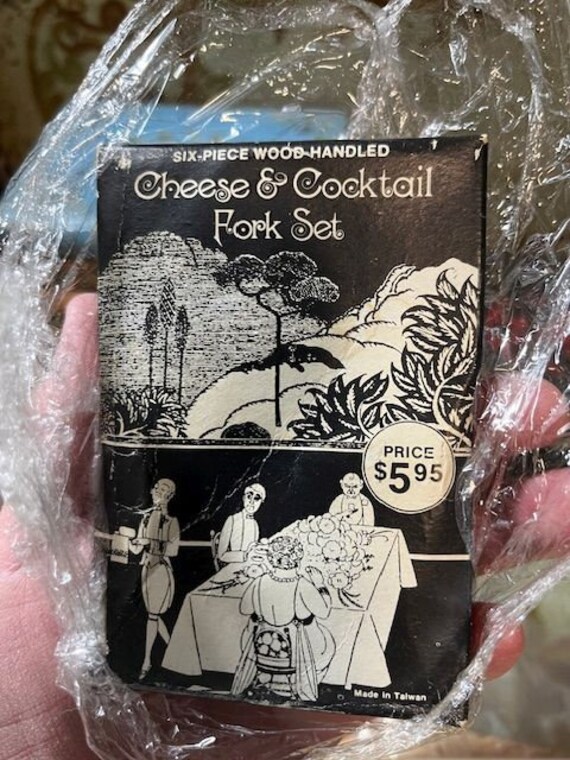 SIX-PIECE WOOD-HANDLED
Cheese & Cocktail
Fork Set
PRICE
$5.95
Made in Taiwan